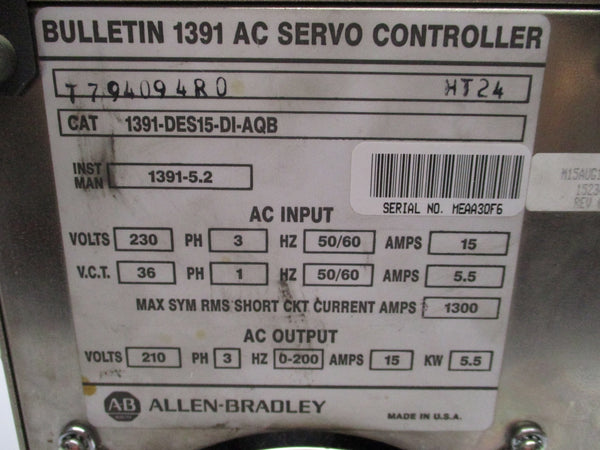 BULLETIN 1391 AC SERVO CONTROLLER
T794094R0 HT24
CAT 1391-DES15-DI-AQB
INST MAN 1391-5.2
SERIAL NO. MEAA3DF6
M15AUG1
1523
REV
AC INPUT
VOLTS 230 PH 3 HZ 50/60 AMPS 15
V.C.T. 36 PH 1 HZ 50/60 AMPS 5.5
MAX SYM RMS SHORT CKT CURRENT AMPS 1300
AC OUTPUT
VOLTS 210 PH 3 HZ 0-200 AMPS 15 KW 5.5
AB ALLEN-BRADLEY MADE IN U.S.A.